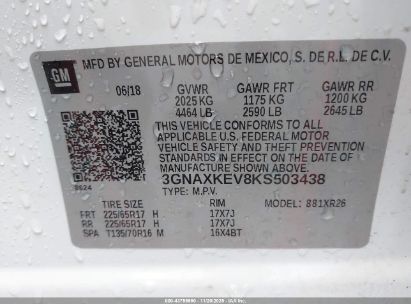 GM
MFD BY GENERAL MOTORS DE MEXICO, S. DE R.L. DE C.V.
06/18 GVWR GAWR FRT GAWR RR
2025 KG 1175 KG 1200 KG
4464 LB 2590 LB 2645 LB
THIS VEHICLE CONFORMS TO ALL
APPLICABLE U.S. FEDERAL MOTOR
VEHICLE SAFETY AND THEFT PREVENTION
STANDARDS IN EFFECT ON THE DATE OF
MANUFACTURE SHOWN ABOVE.
3GNAXKEV8KS503438
TYPE: M.P.V. MODEL: 881XR26
TIRE SIZE RIM
FRT 225/65R17 H 17X7J
RR 225/65R17 H 17X7J
SPA T135/70R16 M 16X4BT